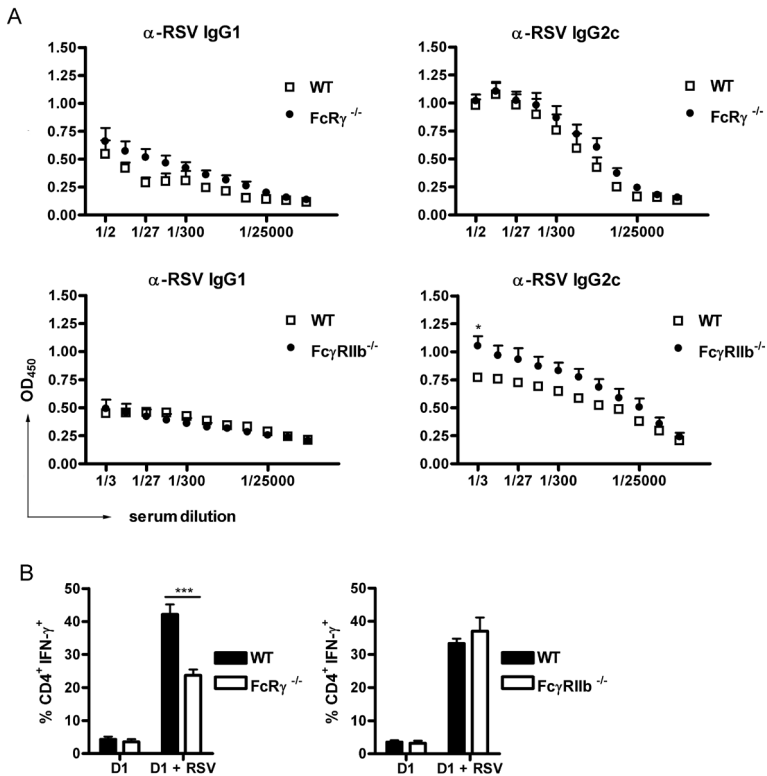 A
α-RSV IgG1
1.50
1.25
1.00
0.75
0.50
0.25
0.00
1/2 1/27 1/300 1/25000
WT
FcRγ -/-
α-RSV IgG2c
1.50
1.25
1.00
0.75
0.50
0.25
0.00
1/2 1/27 1/300 1/25000
WT
FcRγ -/-
α-RSV IgG1
1.50
1.25
1.00
0.75
0.50
0.25
0.00
1/3 1/27 1/300 1/25000
WT
FcγRIIb-/-
α-RSV IgG2c
1.50
1.25
1.00
0.75
0.50
0.25
0.00
*
1/3 1/27 1/300 1/25000
WT
FcγRIIb-/-
OD450
serum dilution
B
% CD4+ IFN-γ+
50
40
30
20
10
0
***
D1 D1 + RSV
WT
FcRγ -/-
% CD4+ IFN-γ+
50
40
30
20
10
0
D1 D1 + RSV
WT
FcγRIIb -/-